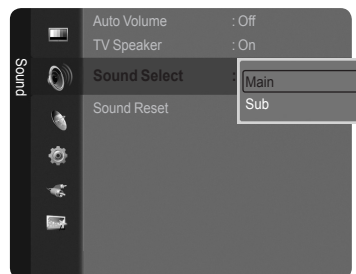 Sound
Auto Volume : Off
TV Speaker : On
Sound Select :
Main
Sub
Sound Reset